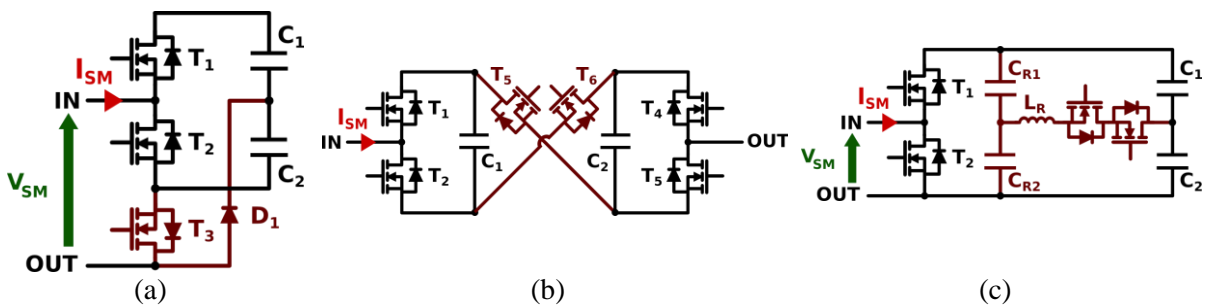 T1
C1
ISM
IN
T2
C2
VSM
T3
D1
OUT
(a)
T5
T6
ISM
T1
IN
T2
C1
C2
T4
OUT
T5
(b)
CR1
C1
ISM
T1
LR
IN
VSM
T2
CR2
C2
OUT
(c)